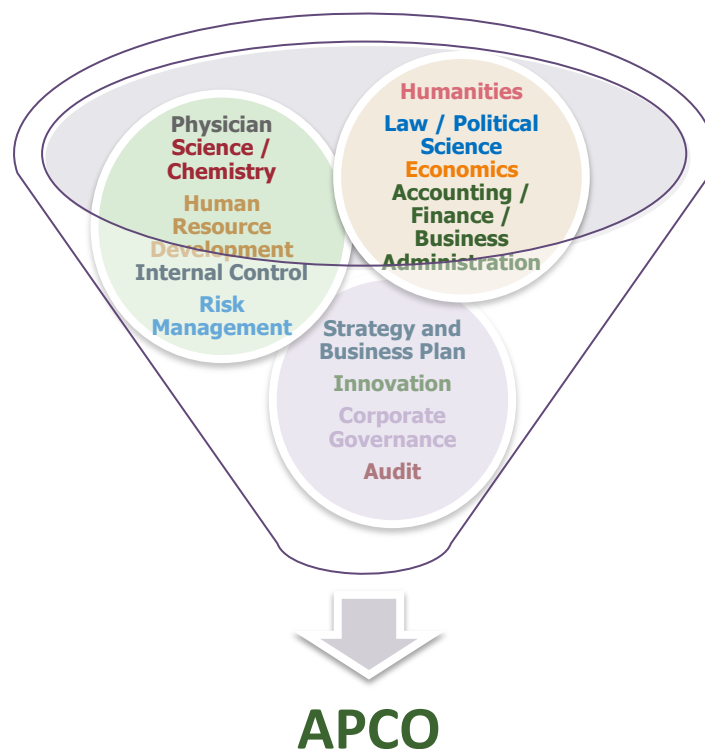 Physician
Science /
Chemistry
Human
Resource
Development
Internal Control
Risk
Management
Humanities
Law / Political
Science
Economics
Accounting /
Finance /
Business
Administration
Strategy and
Business Plan
Innovation
Corporate
Governance
Audit
APCO